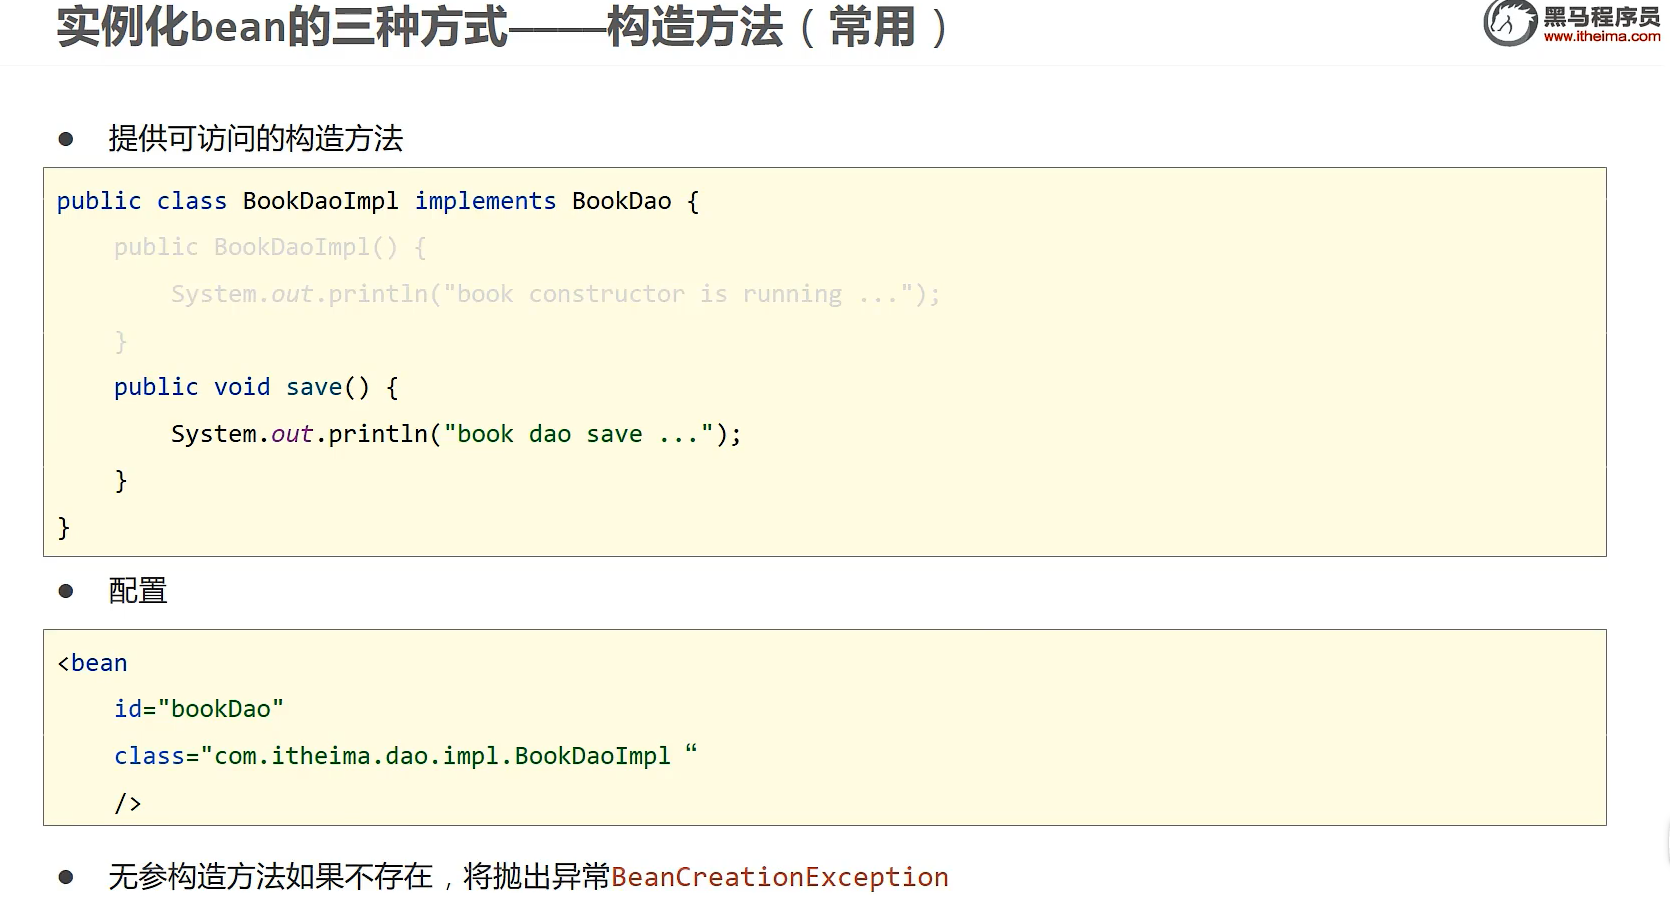 实例化bean的三种方式——构造方法（常用）
黑马程序员
www.itheima.com
● 提供可访问的构造方法
public class BookDaoImpl implements BookDao {
    public BookDaoImpl() {
        System.out.println("book constructor is running ...");
    }
    public void save() {
        System.out.println("book dao save ...");
    }
}
● 配置
<bean
    id="bookDao"
    class="com.itheima.dao.impl.BookDaoImpl “
    />
● 无参构造方法如果不存在，将抛出异常BeanCreationException